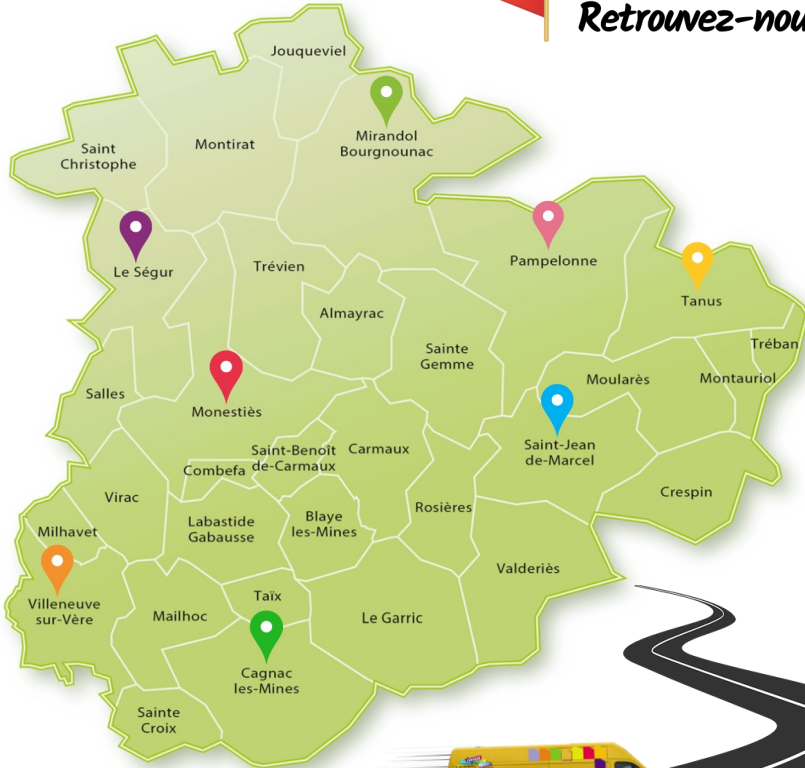 Retrouvez-nou
Jouqueviel
Mirandol
Bourgnounac
Saint
Christophe
Montirat
Le Ségur
Trévien
Pampelonne
Tanus
Almayrac
Tréban
Sainte
Gemme
Moularès
Montauriol
Salles
Monestiès
Saint-Jean
de-Marcel
Saint-Benoît
de-Carmaux
Carmaux
Combefa
Crespin
Virac
Rosières
Labastide
Gabausse
Blaye
les-Mines
Milhavet
Valderiès
Villeneuve
sur-Vère
Taïx
Mailhoc
Le Garric
Cagnac
les-Mines
Sainte
Croix